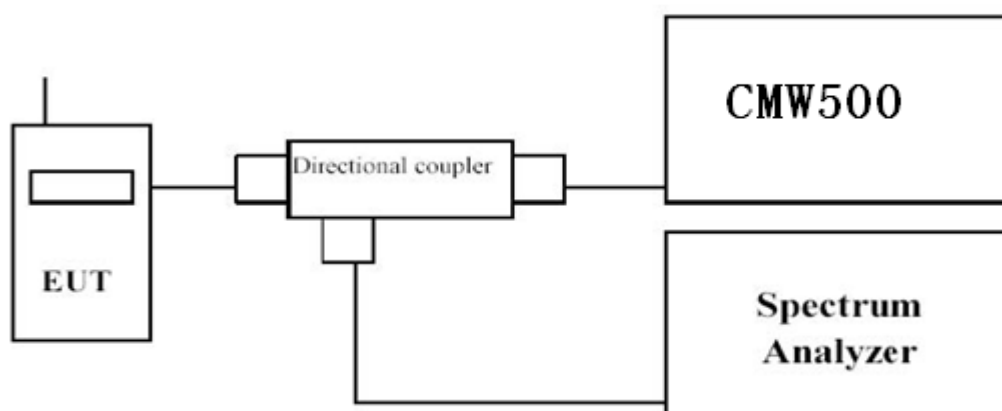 CMW500
Directional coupler
EUT
Spectrum
Analyzer